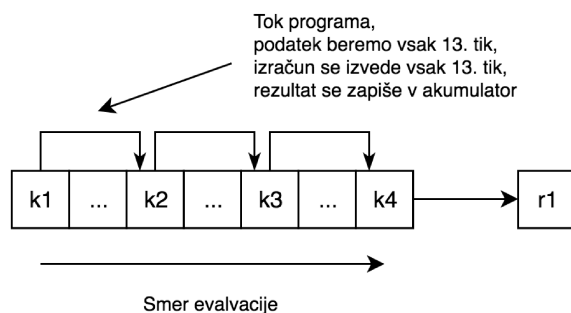 Tok programa,
podatek beremo vsak 13. tik,
izračun se izvede vsak 13. tik,
rezultat se zapiše v akumulator
k1 ... k2 ... k3 ... k4 r1
Smer evalvacije